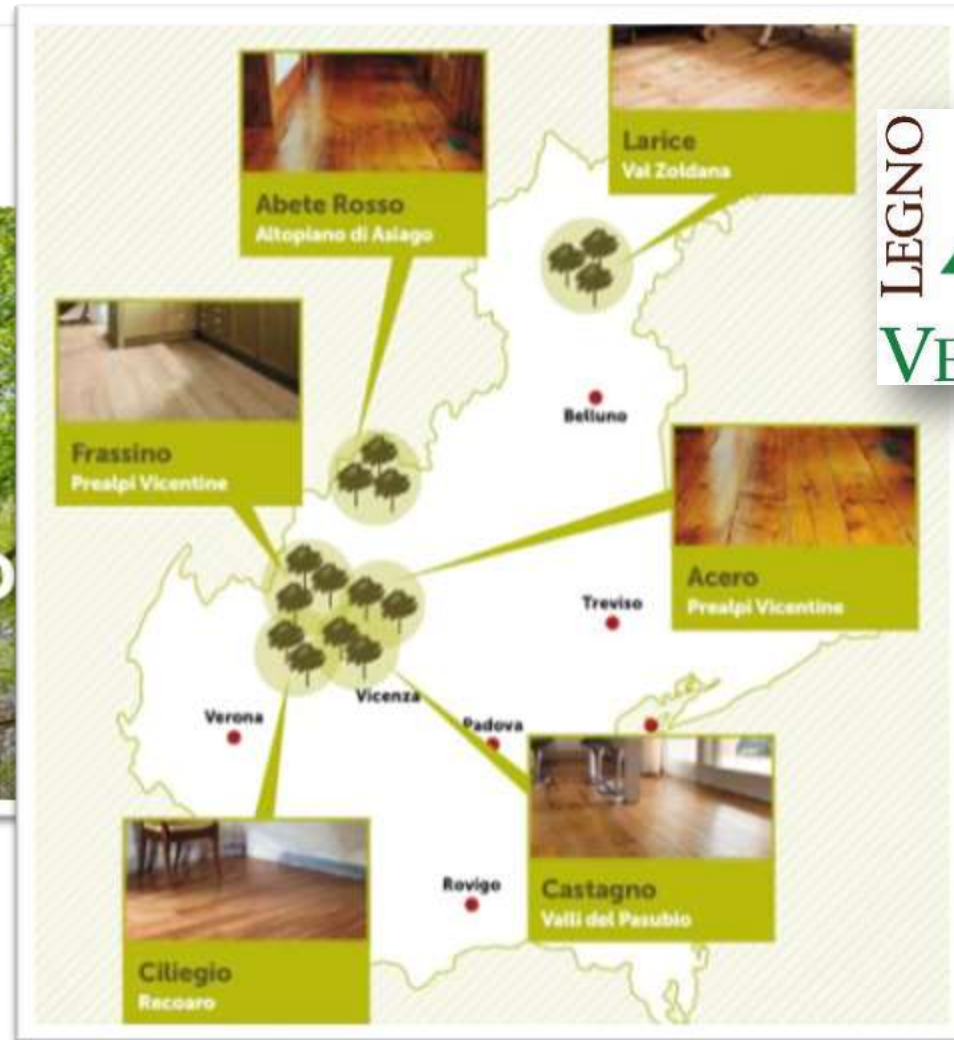 Larice
Val Zoldana
Abete Rosso
Altopiano di Asiago
LEGNO
Frassino
Prealpi Vicentine
Belluno
Acero
Prealpi Vicentine
Treviso
Vicenza
Verona
Padova
Castagno
Valli del Pasubio
Rovigo
Ciliegio
Recoaro